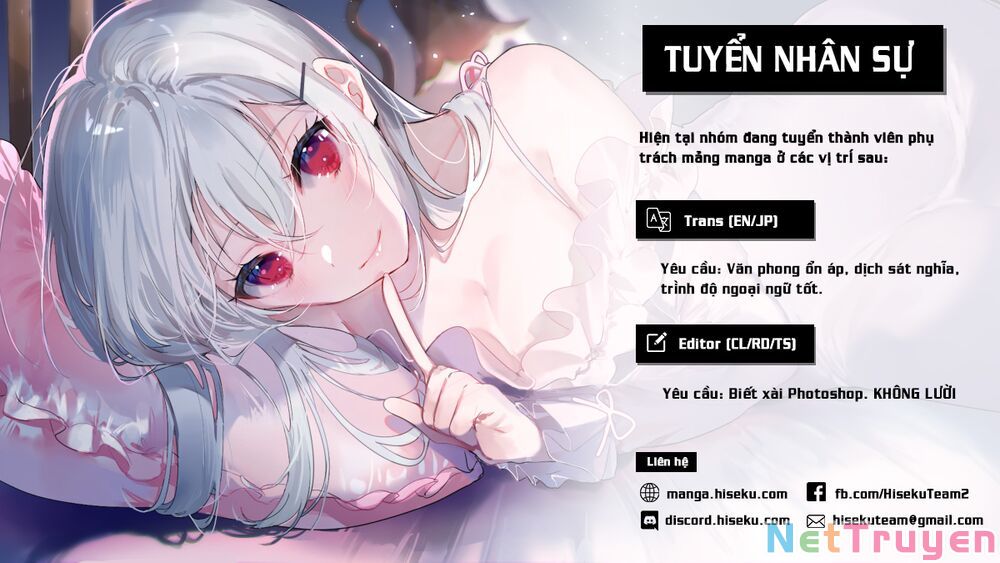 TUYỂN NHÂN SỰ
Hiện tại nhóm đang tuyển thành viên phụ
trách mảng manga ở các vị trí sau:
Trans (EN/JP)
Yêu cầu: Văn phong ổn áp, dịch sát nghĩa,
trình độ ngoại ngữ tốt.
Editor (CL/RD/TS)
Yêu cầu: Biết xài Photoshop. KHÔNG LƯỜI
Liên hệ
manga.hiseku.com
fb.com/HisekuTeam2
discord.hiseku.com
hisekuteam@gmail.com
NetTruyen